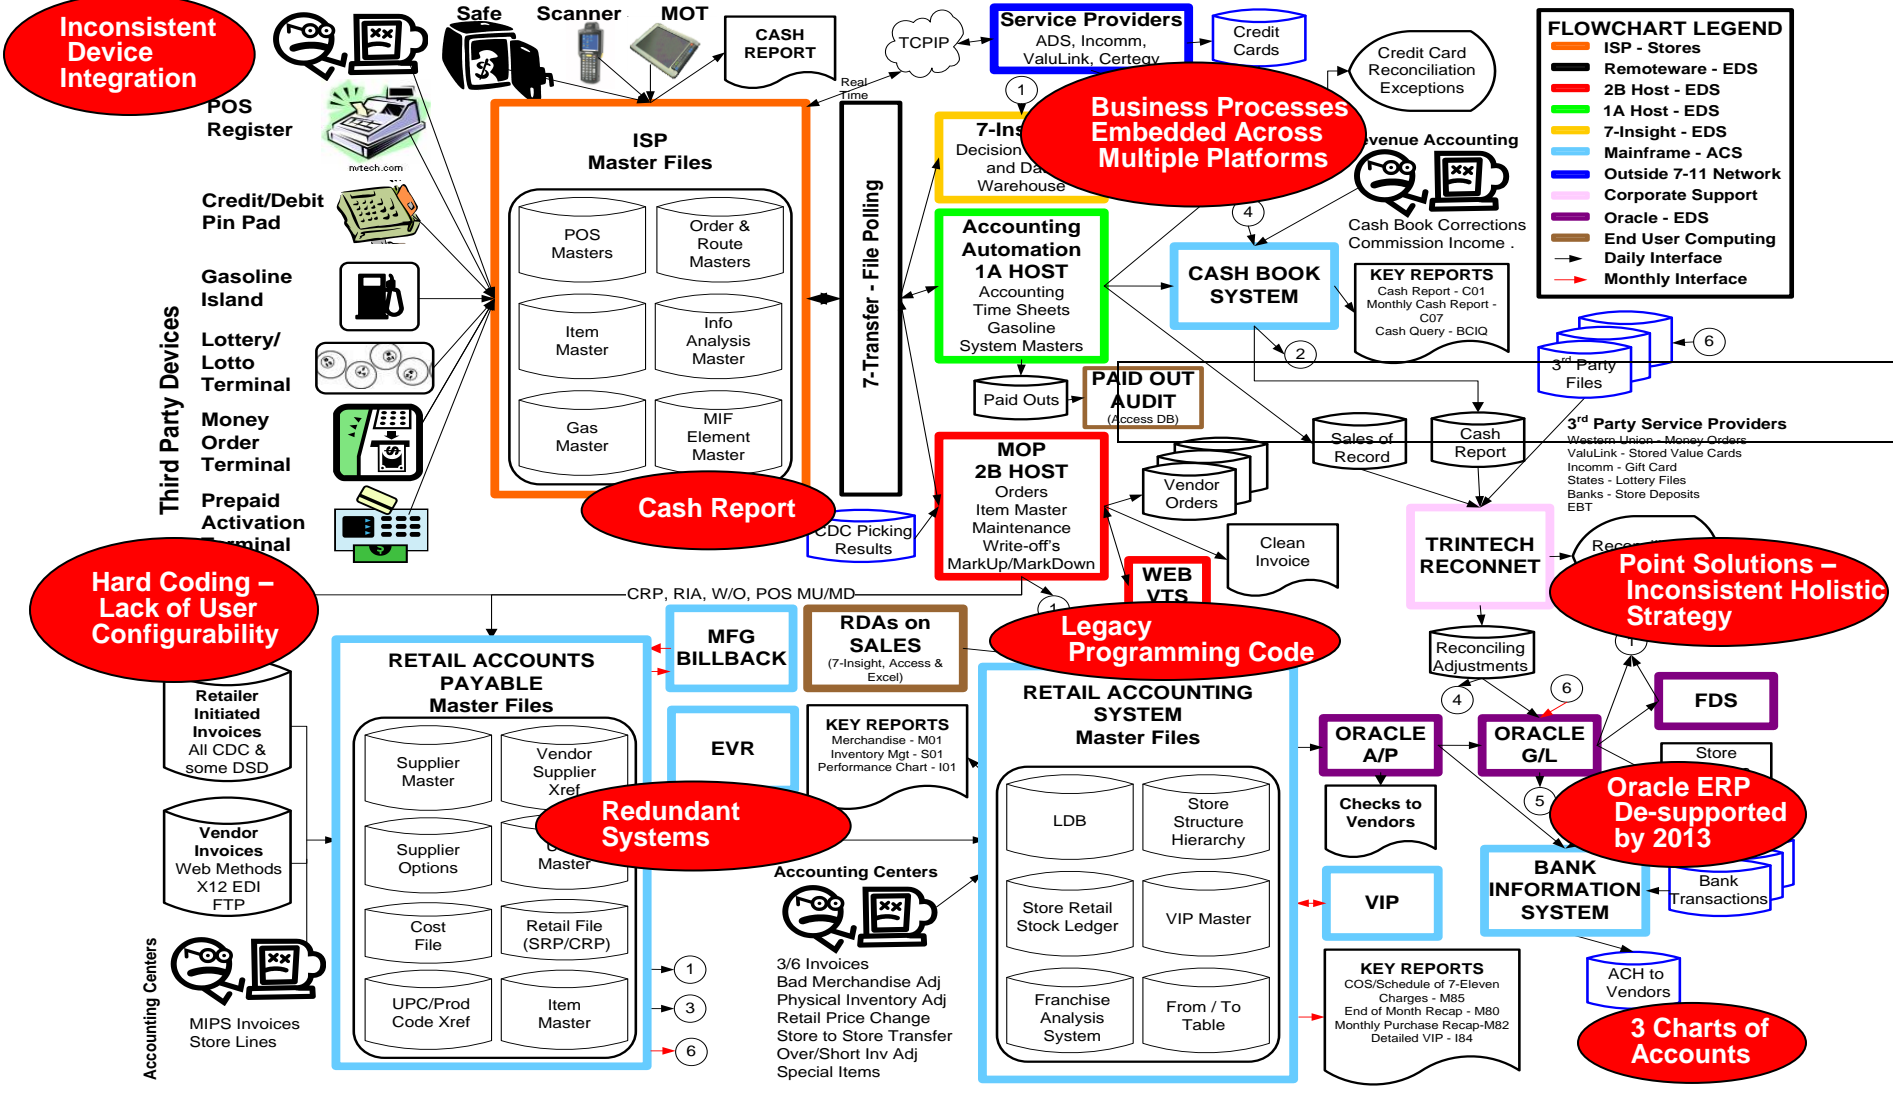 Inconsistent
Device
Integration
Safe
Scanner
MOT
CASH
REPORT
TCPIP
Real
Time
Service Providers
ADS, Incomm,
ValuLink, Certegy
Credit
Cards
Credit Card
Reconciliation
Exceptions
FLOWCHART LEGEND
ISP - Stores
Remoteware - EDS
2B Host - EDS
1A Host - EDS
7-Insight - EDS
Mainframe - ACS
Outside 7-11 Network
Corporate Support
Oracle - EDS
End User Computing
Daily Interface
Monthly Interface
POS
Register
nvtech.com
Credit/Debit
Pin Pad
Gasoline
Island
Lottery/
Lotto
Terminal
Money
Order
Terminal
Prepaid
Activation
Terminal
Third Party Devices
ISP
Master Files
POS
Masters
Order &
Route
Masters
Item
Master
Info
Analysis
Master
Gas
Master
MIF
Element
Master
Cash Report
7-Transfer - File Polling
1
7-Ins
Decision
and Da
Warehouse
Business Processes
Embedded Across
Multiple Platforms
evenue Accounting
Cash Book Corrections
Commission Income .
4
Accounting
Automation
1A HOST
Accounting
Time Sheets
Gasoline
System Masters
CASH BOOK
SYSTEM
KEY REPORTS
Cash Report - C01
Monthly Cash Report -
C07
Cash Query - BCIQ
2
3rd Party
Files
6
Paid Outs
PAID OUT
AUDIT
(Access DB)
MOP
2B HOST
Orders
Item Master
Maintenance
Write-off's
MarkUp/MarkDown
CDC Picking
Results
Vendor
Orders
Clean
Invoice
WEB
VTS
1
Sales of
Record
Cash
Report
3rd Party Service Providers
Western Union - Money Orders
ValuLink - Stored Value Cards
Incomm - Gift Card
States - Lottery Files
Banks - Store Deposits
EBT
TRINTECH
RECONNET
Point Solutions –
Inconsistent Holistic
Strategy
Hard Coding –
Lack of User
Configurability
CRP, RIA, W/O, POS MU/MD
Legacy
Programming Code
Reconciling
Adjustments
4
6
1
Retailer
Initiated
Invoices
All CDC &
some DSD
Vendor
Invoices
Web Methods
X12 EDI
FTP
Accounting Centers
MIPS Invoices
Store Lines
RETAIL ACCOUNTS
PAYABLE
Master Files
Supplier
Master
Vendor
Supplier
Xref
Supplier
Options
Master
Cost
File
Retail File
(SRP/CRP)
UPC/Prod
Code Xref
Item
Master
1
3
6
MFG
BILLBACK
EVR
Redundant
Systems
RDAs on
SALES
(7-Insight, Access &
Excel)
KEY REPORTS
Merchandise - M01
Inventory Mgt - S01
Performance Chart - I01
Accounting Centers
3/6 Invoices
Bad Merchandise Adj
Physical Inventory Adj
Retail Price Change
Store to Store Transfer
Over/Short Inv Adj
Special Items
RETAIL ACCOUNTING
SYSTEM
Master Files
LDB
Store
Structure
Hierarchy
Store Retail
Stock Ledger
VIP Master
Franchise
Analysis
System
From / To
Table
ORACLE
A/P
ORACLE
G/L
FDS
Store
Checks to
Vendors
5
Oracle ERP
De-supported
by 2013
VIP
BANK
INFORMATION
SYSTEM
Bank
Transactions
KEY REPORTS
COS/Schedule of 7-Eleven
Charges - M85
End of Month Recap - M80
Monthly Purchase Recap-M82
Detailed VIP - I84
ACH to
Vendors
3 Charts of
Accounts